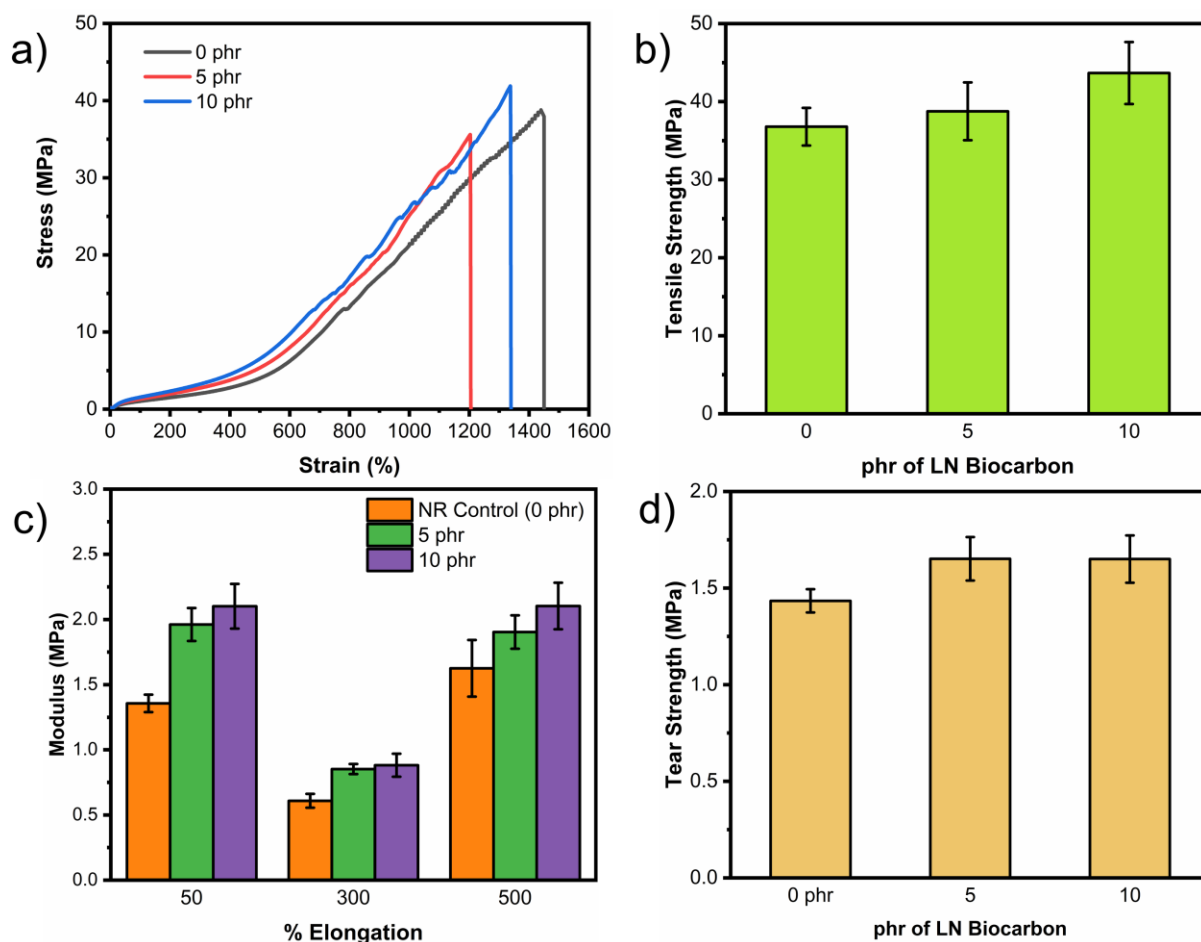 a)
Stress (MPa)
50
40
30
20
10
0
0 phr
5 phr
10 phr
0 200 400 600 800 1000 1200 1400 1600
Strain (%)
b)
Tensile Strength (MPa)
50
40
30
20
10
0
0 5 10
phr of LN Biocarbon
c)
Modulus (MPa)
3.0
2.5
2.0
1.5
1.0
0.5
0.0
NR Control (0 phr)
5 phr
10 phr
50 300 500
% Elongation
d)
Tear Strength (MPa)
2.0
1.5
1.0
0.5
0.0
0 phr 5 10
phr of LN Biocarbon